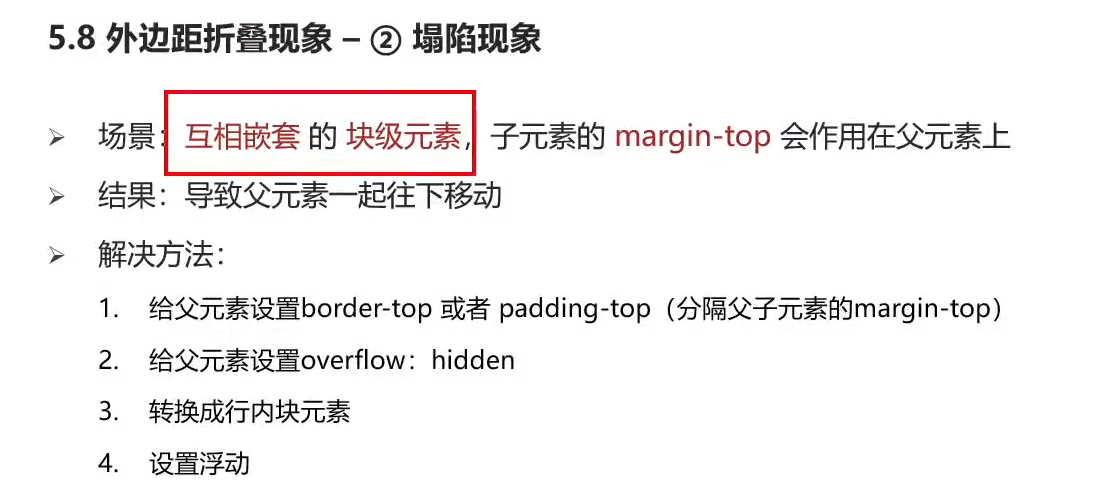 5.8 外边距折叠现象 – ② 塌陷现象
➢ 场景：互相嵌套 的 块级元素，子元素的 margin-top 会作用在父元素上
➢ 结果：导致父元素一起往下移动
➢ 解决方法：
1. 给父元素设置border-top 或者 padding-top（分隔父子元素的margin-top）
2. 给父元素设置overflow：hidden
3. 转换成行内块元素
4. 设置浮动